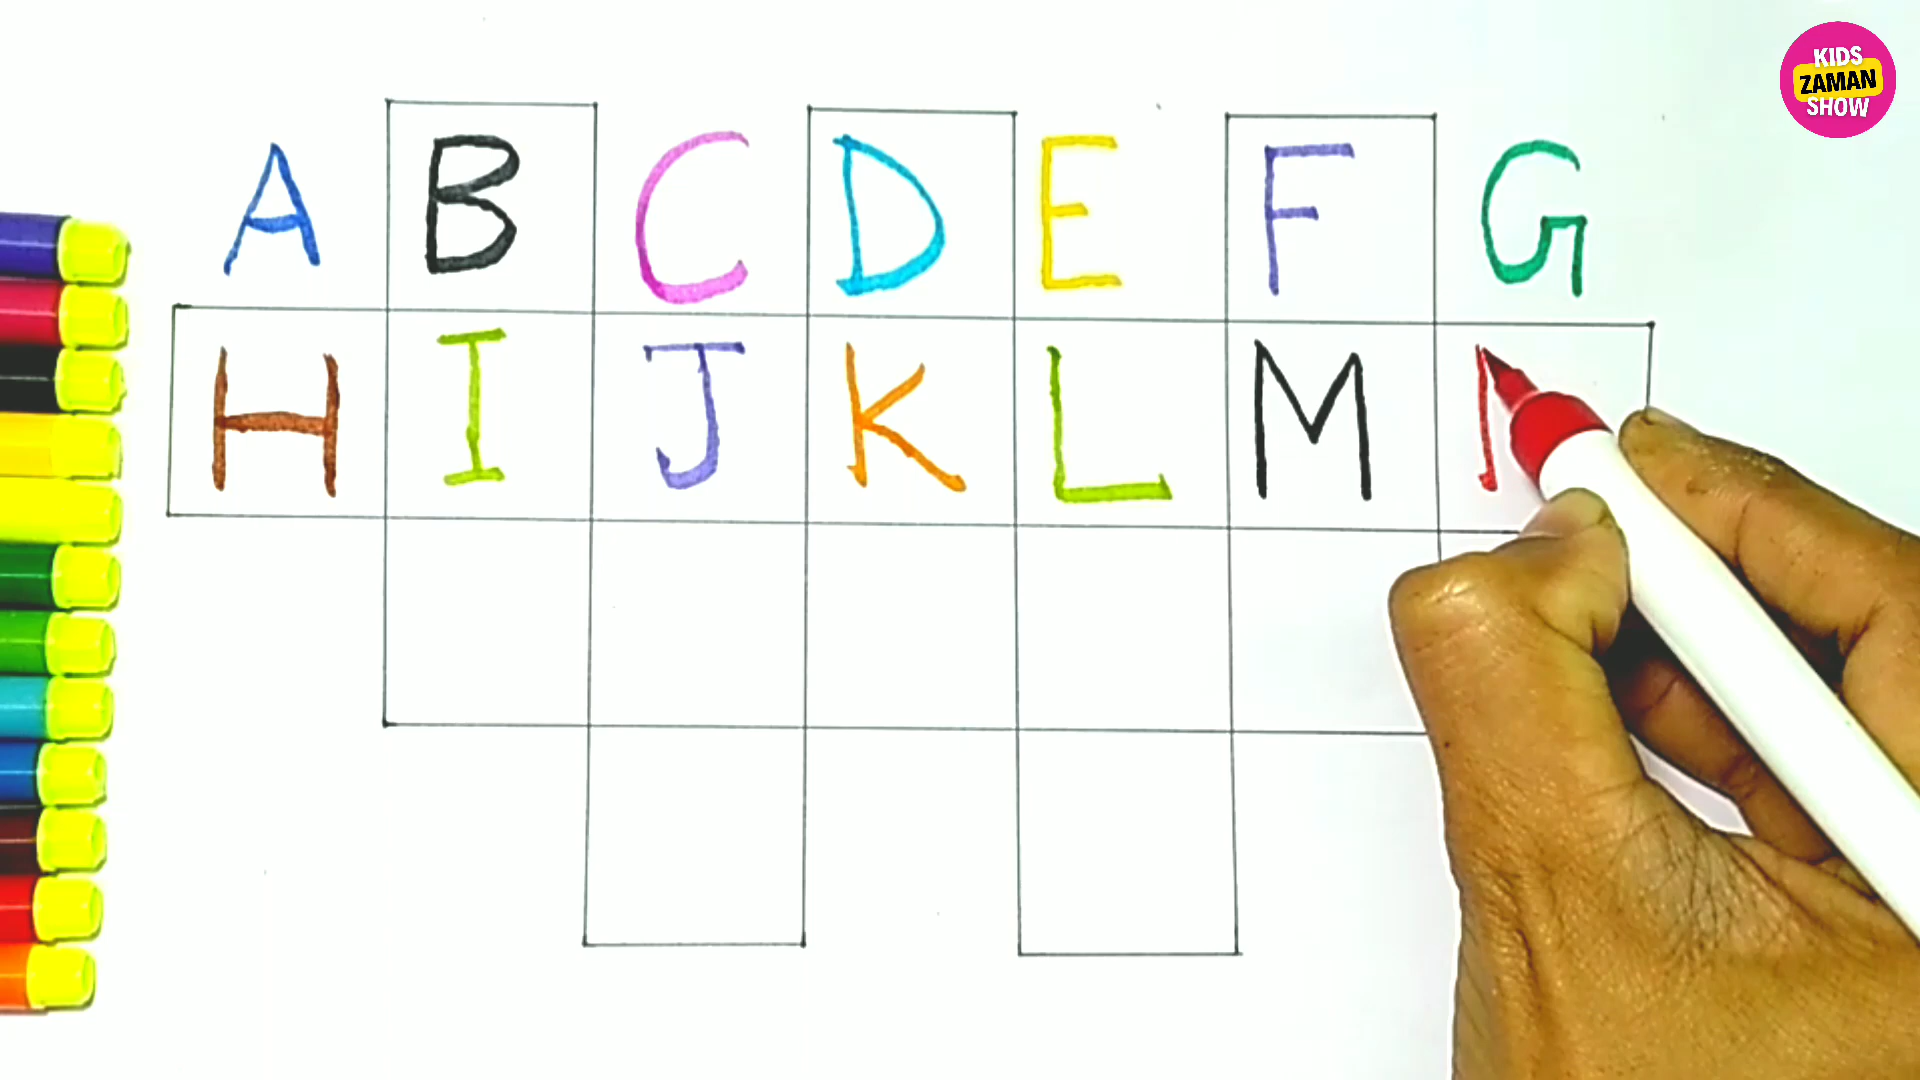 KIDS
ZAMAN
SHOW
A B C D E F G
H I J K L M